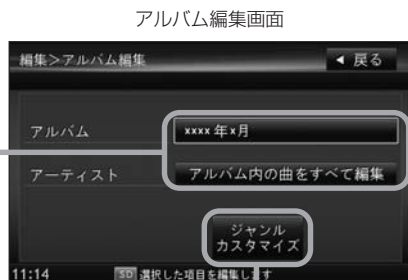 アルバム編集画面
編集＞アルバム編集
◀ 戻る
アルバム
xxxx 年 x 月
アーティスト
アルバム内の曲をすべて編集
ジャンル
カスタマイズ
11:14
SD 選択した項目を編集します